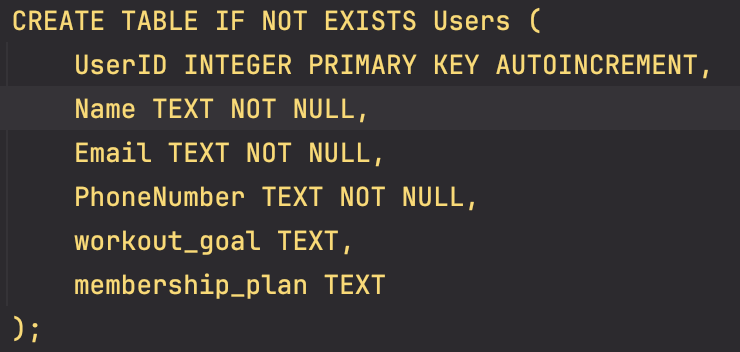 CREATE TABLE IF NOT EXISTS Users (
    UserID INTEGER PRIMARY KEY AUTOINCREMENT,
    Name TEXT NOT NULL,
    Email TEXT NOT NULL,
    PhoneNumber TEXT NOT NULL,
    workout_goal TEXT,
    membership_plan TEXT
);